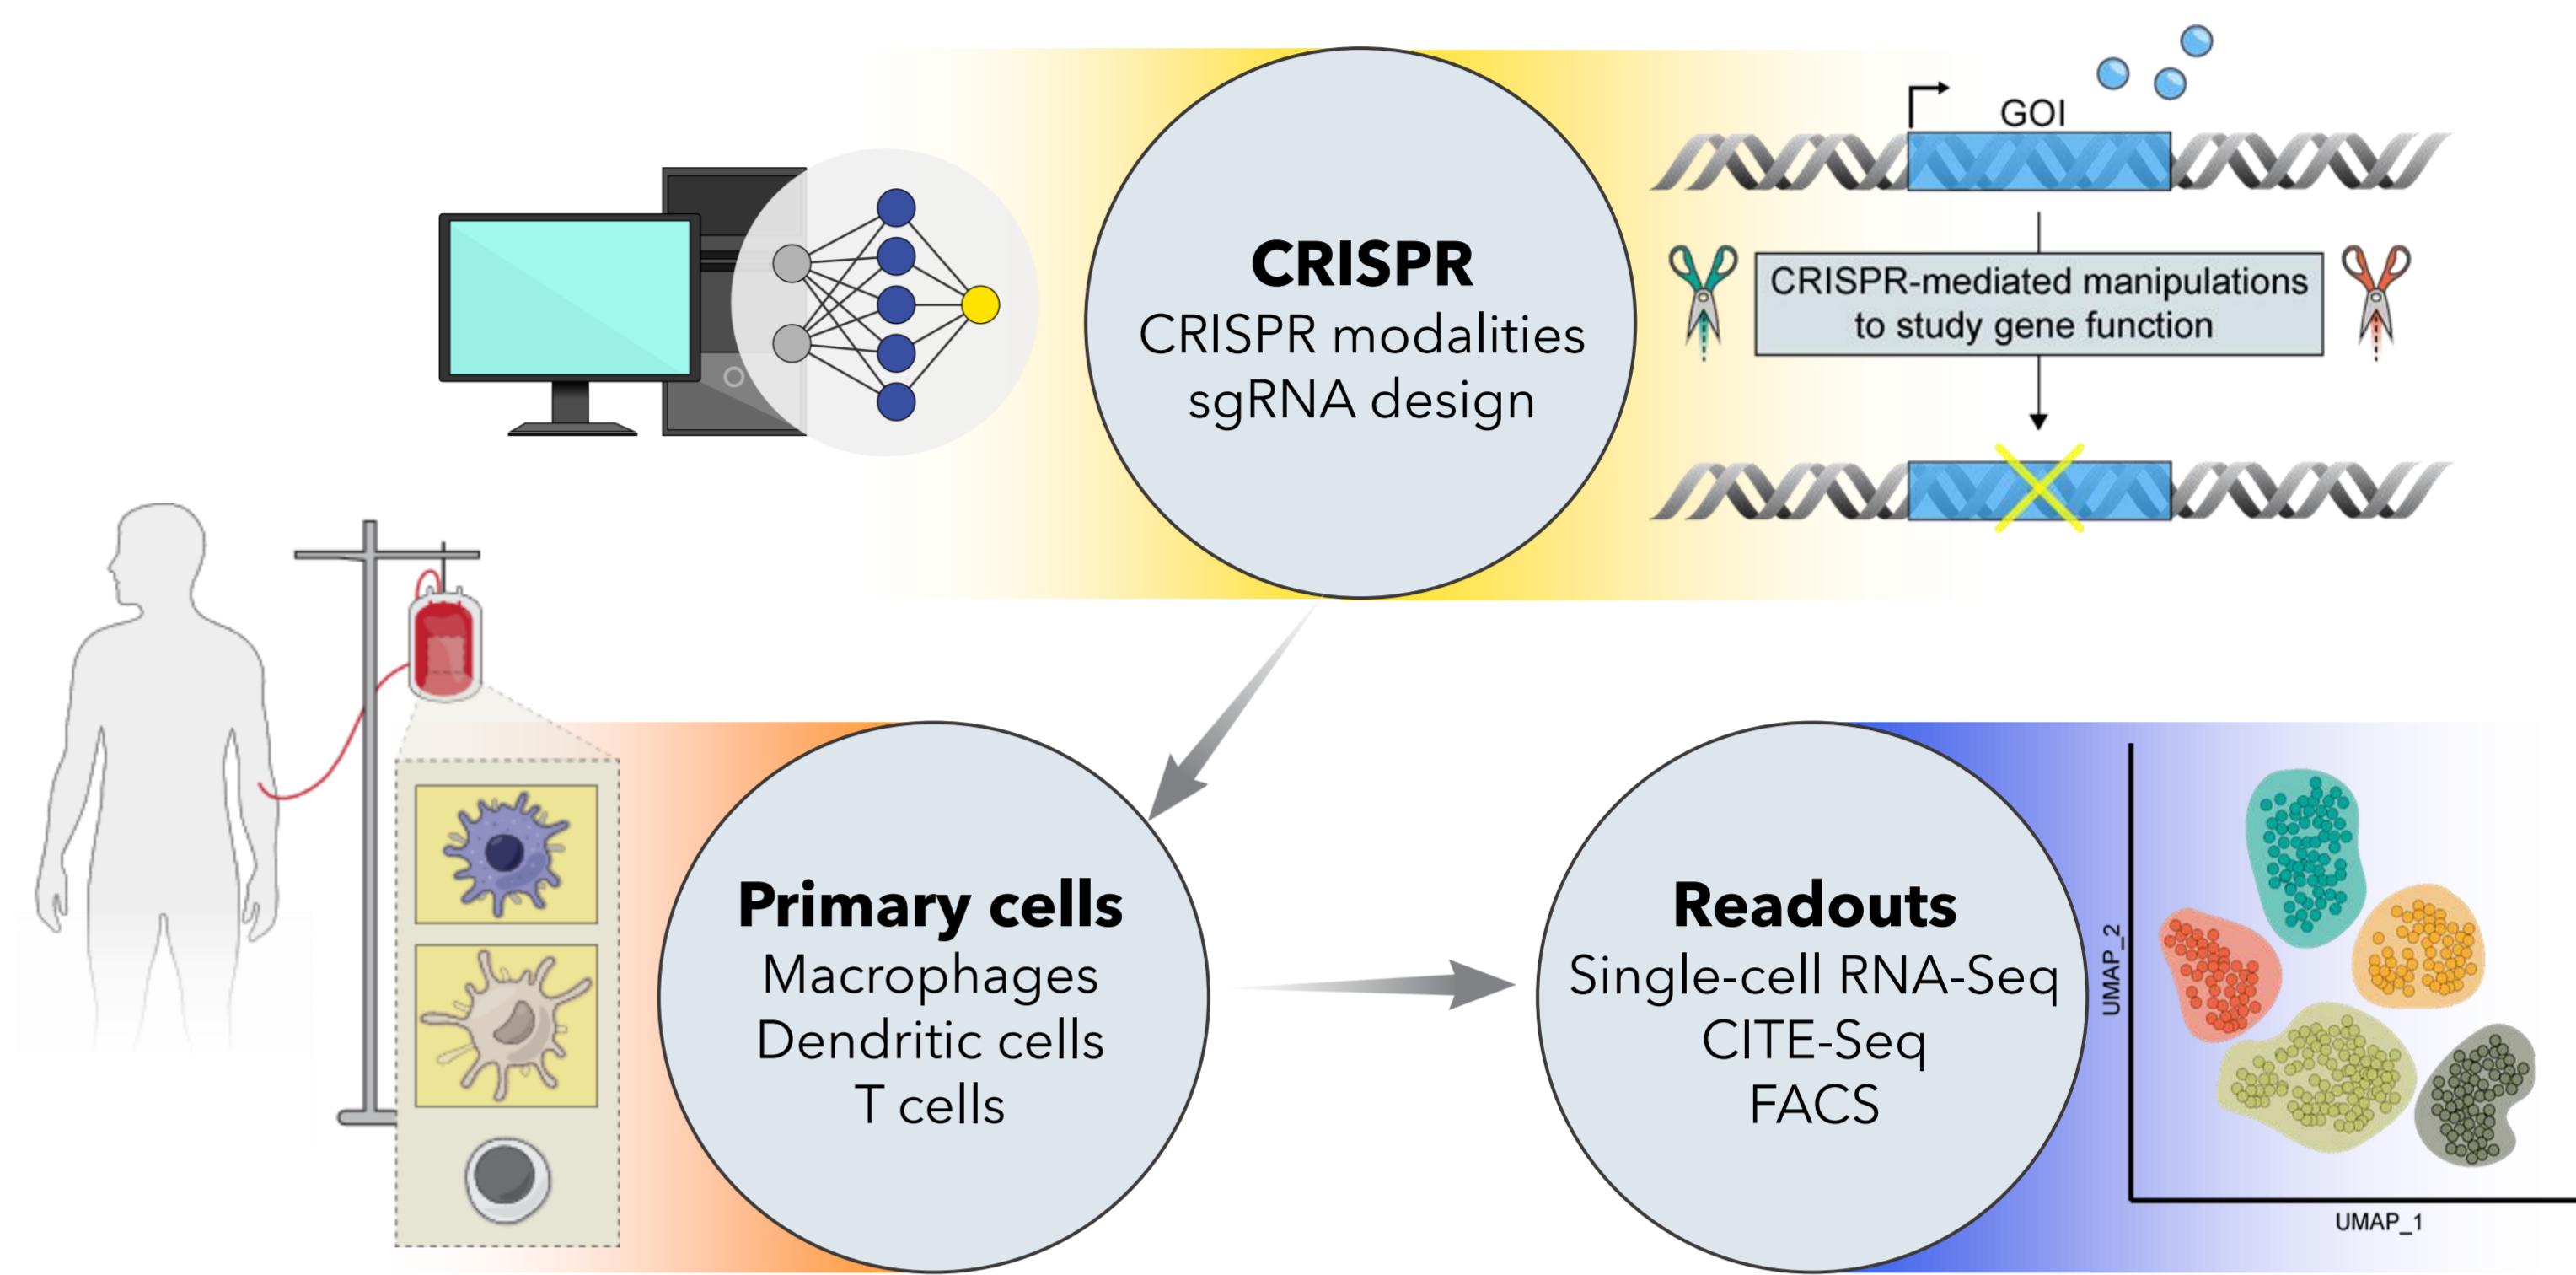 GOI
CRISPR-mediated manipulations
to study gene function
CRISPR
CRISPR modalities
sgRNA design
Primary cells
Macrophages
Dendritic cells
T cells
Readouts
Single-cell RNA-Seq
CITE-Seq
FACS
UMAP_2
UMAP_1